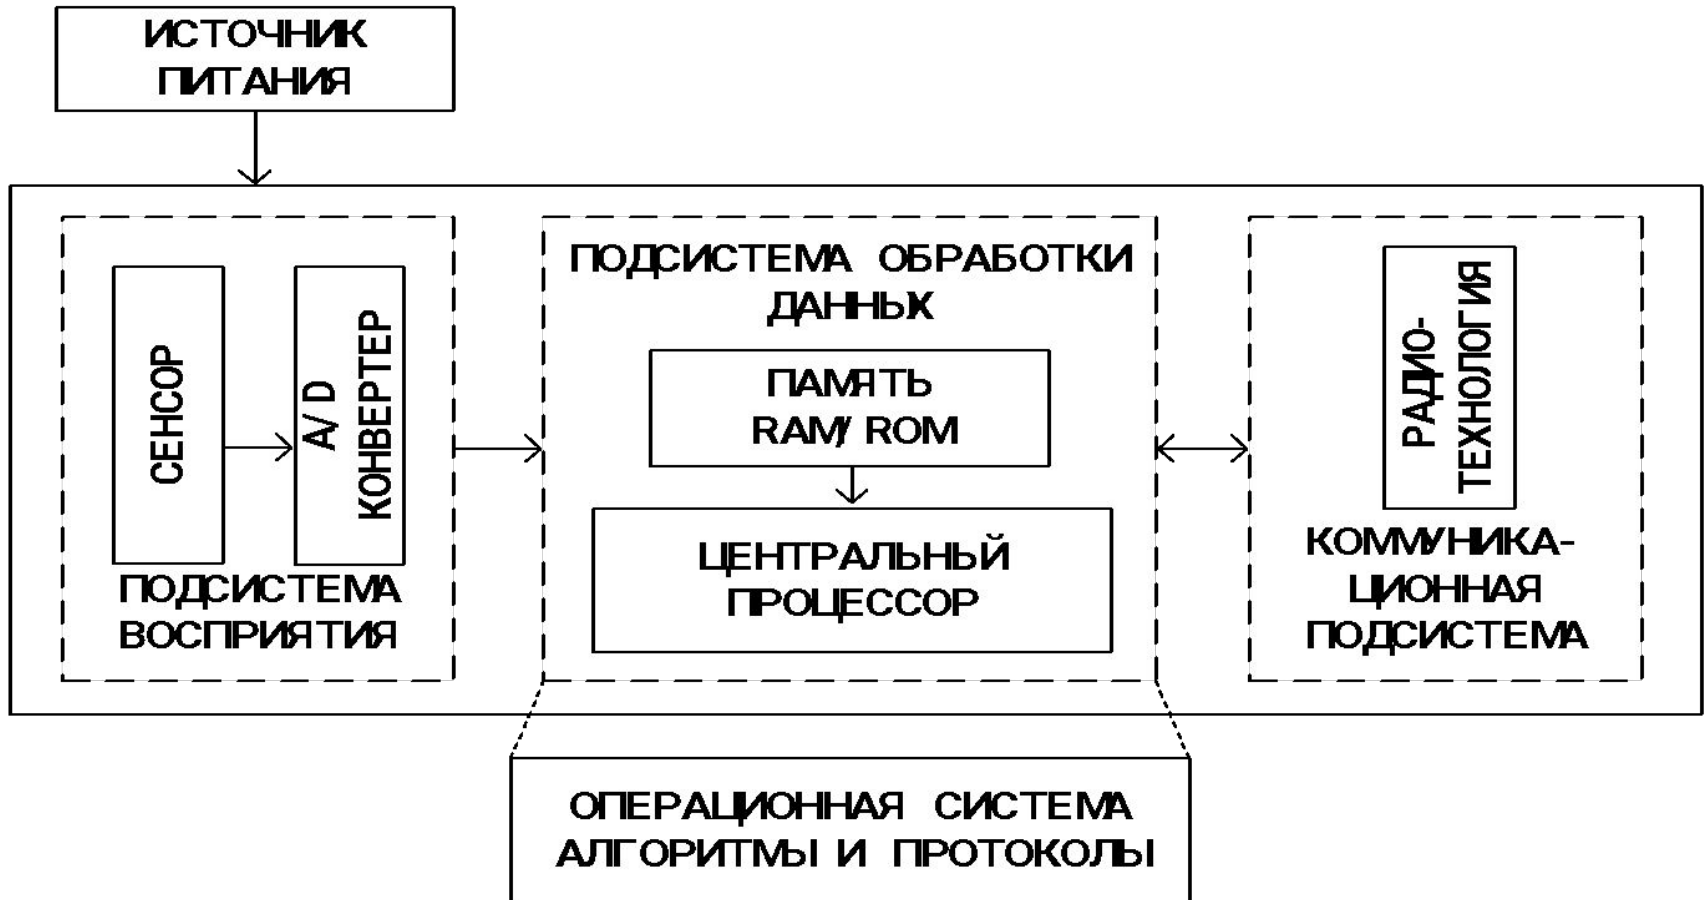 ИСТОЧНИК
ПИТАНИЯ
СЕНСОР
A/D
КОНВЕРТЕР
ПОДСИСТЕМА
ВОСПРИЯТИЯ
ПОДСИСТЕМА ОБРАБОТКИ
ДАННЫХ
ПАМЯТЬ
RAM/ROM
ЦЕНТРАЛЬНЫЙ
ПРОЦЕССОР
РАДИО-
ТЕХНОЛОГИЯ
КОММУНИКА-
ЦИОННАЯ
ПОДСИСТЕМА
ОПЕРАЦИОННАЯ СИСТЕМА
АЛГОРИТМЫ И ПРОТОКОЛЫ